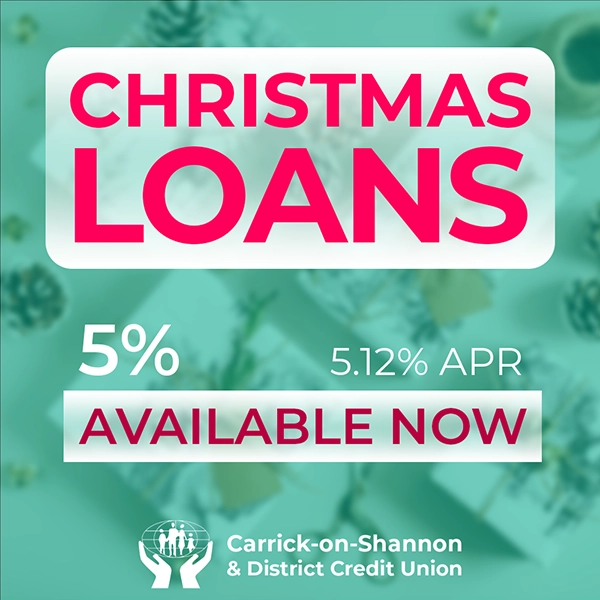 CHRISTMAS
LOANS
5% 5.12% APR
AVAILABLE NOW
Carrick-on-Shannon
& District Credit Union